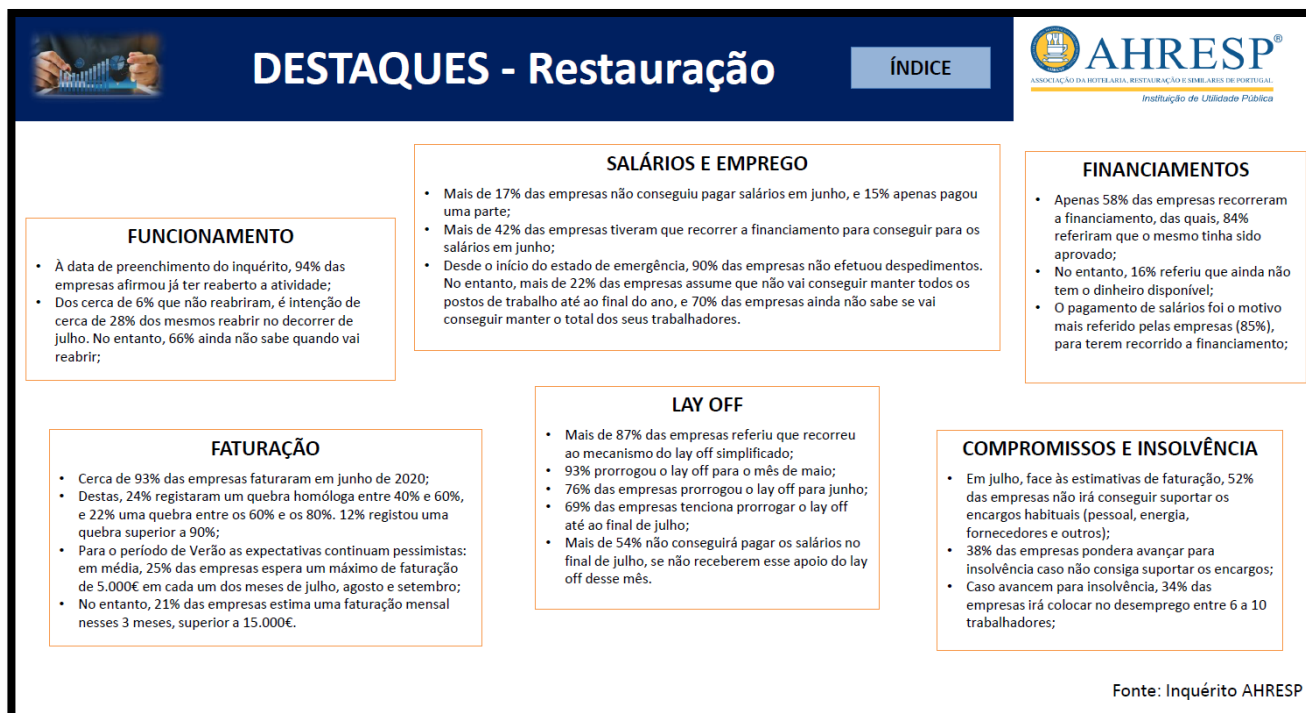 DESTAQUES - Restauração
ÍNDICE
AHRESP®
ASSOCIAÇÃO DA HOTELARIA, RESTAURAÇÃO E SIMILARES DE PORTUGAL
Instituição de Utilidade Pública
FUNCIONAMENTO
• À data de preenchimento do inquérito, 94% das
empresas afirmou já ter reaberto a atividade;
• Dos cerca de 6% que não reabriram, é intenção de
cerca de 28% dos mesmos reabrir no decorrer de
julho. No entanto, 66% ainda não sabe quando vai
reabrir;
SALÁRIOS E EMPREGO
• Mais de 17% das empresas não conseguiu pagar salários em junho, e 15% apenas pagou
uma parte;
• Mais de 42% das empresas tiveram que recorrer a financiamento para conseguir para os
salários em junho;
• Desde o início do estado de emergência, 90% das empresas não efetuou despedimentos.
No entanto, mais de 22% das empresas assume que não vai conseguir manter todos os
postos de trabalho até ao final do ano, e 70% das empresas ainda não sabe se vai
conseguir manter o total dos seus trabalhadores.
FINANCIAMENTOS
• Apenas 58% das empresas recorreram
a financiamento, das quais, 84%
referiram que o mesmo tinha sido
aprovado;
• No entanto, 16% referiu que ainda não
tem o dinheiro disponível;
• O pagamento de salários foi o motivo
mais referido pelas empresas (85%),
para terem recorrido a financiamento;
FATURAÇÃO
• Cerca de 93% das empresas faturaram em junho de 2020;
• Destas, 24% registaram um quebra homóloga entre 40% e 60%,
e 22% uma quebra entre os 60% e os 80%. 12% registou uma
quebra superior a 90%;
• Para o período de Verão as expectativas continuam pessimistas:
em média, 25% das empresas espera um máximo de faturação
de 5.000€ em cada um dos meses de julho, agosto e setembro;
• No entanto, 21% das empresas estima uma faturação mensal
nesses 3 meses, superior a 15.000€.
LAY OFF
• Mais de 87% das empresas referiu que recorreu
ao mecanismo do lay off simplificado;
• 93% prorrogou o lay off para o mês de maio;
• 76% das empresas prorrogou o lay off para junho;
• 69% das empresas tenciona prorrogar o lay off
até ao final de julho;
• Mais de 54% não conseguirá pagar os salários no
final de julho, se não receberem esse apoio do lay
off desse mês.
COMPROMISSOS E INSOLVÊNCIA
• Em julho, face às estimativas de faturação, 52%
das empresas não irá conseguir suportar os
encargos habituais (pessoal, energia,
fornecedores e outros);
• 38% das empresas pondera avançar para
insolvência caso não consiga suportar os encargos;
• Caso avancem para insolvência, 34% das
empresas irá colocar no desemprego entre 6 a 10
trabalhadores;
Fonte: Inquérito AHRESP